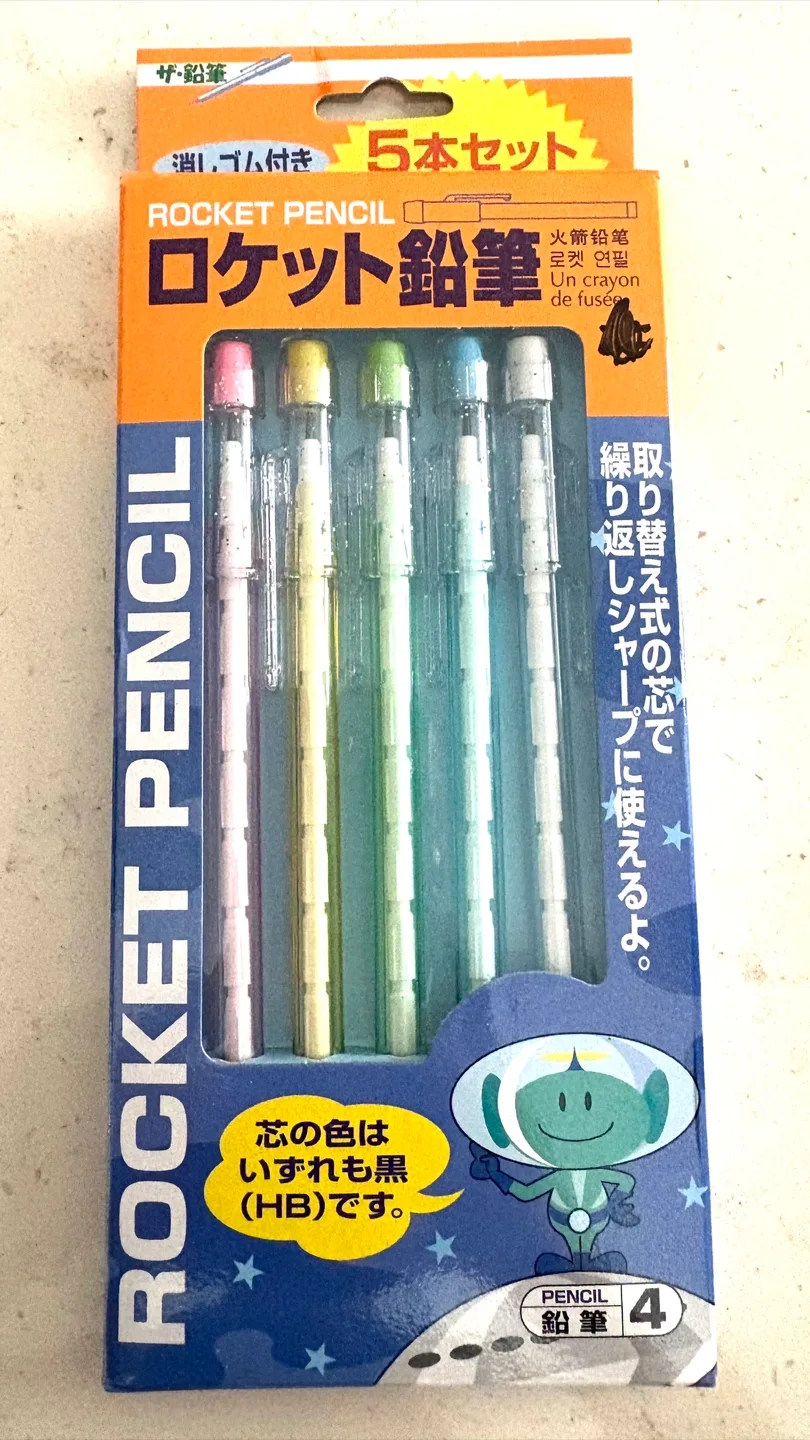 ザ・鉛筆
消しゴム付き
5本セット
ROCKET PENCIL
ロケット鉛筆
火箭铅笔
로켓 연필
Un crayon
de fusée
ROCKET PENCIL
取り替え式の芯で
繰り返しシャープに使えるよ。
芯の色は
いずれも黒
(HB)です。
PENCIL
鉛筆
4